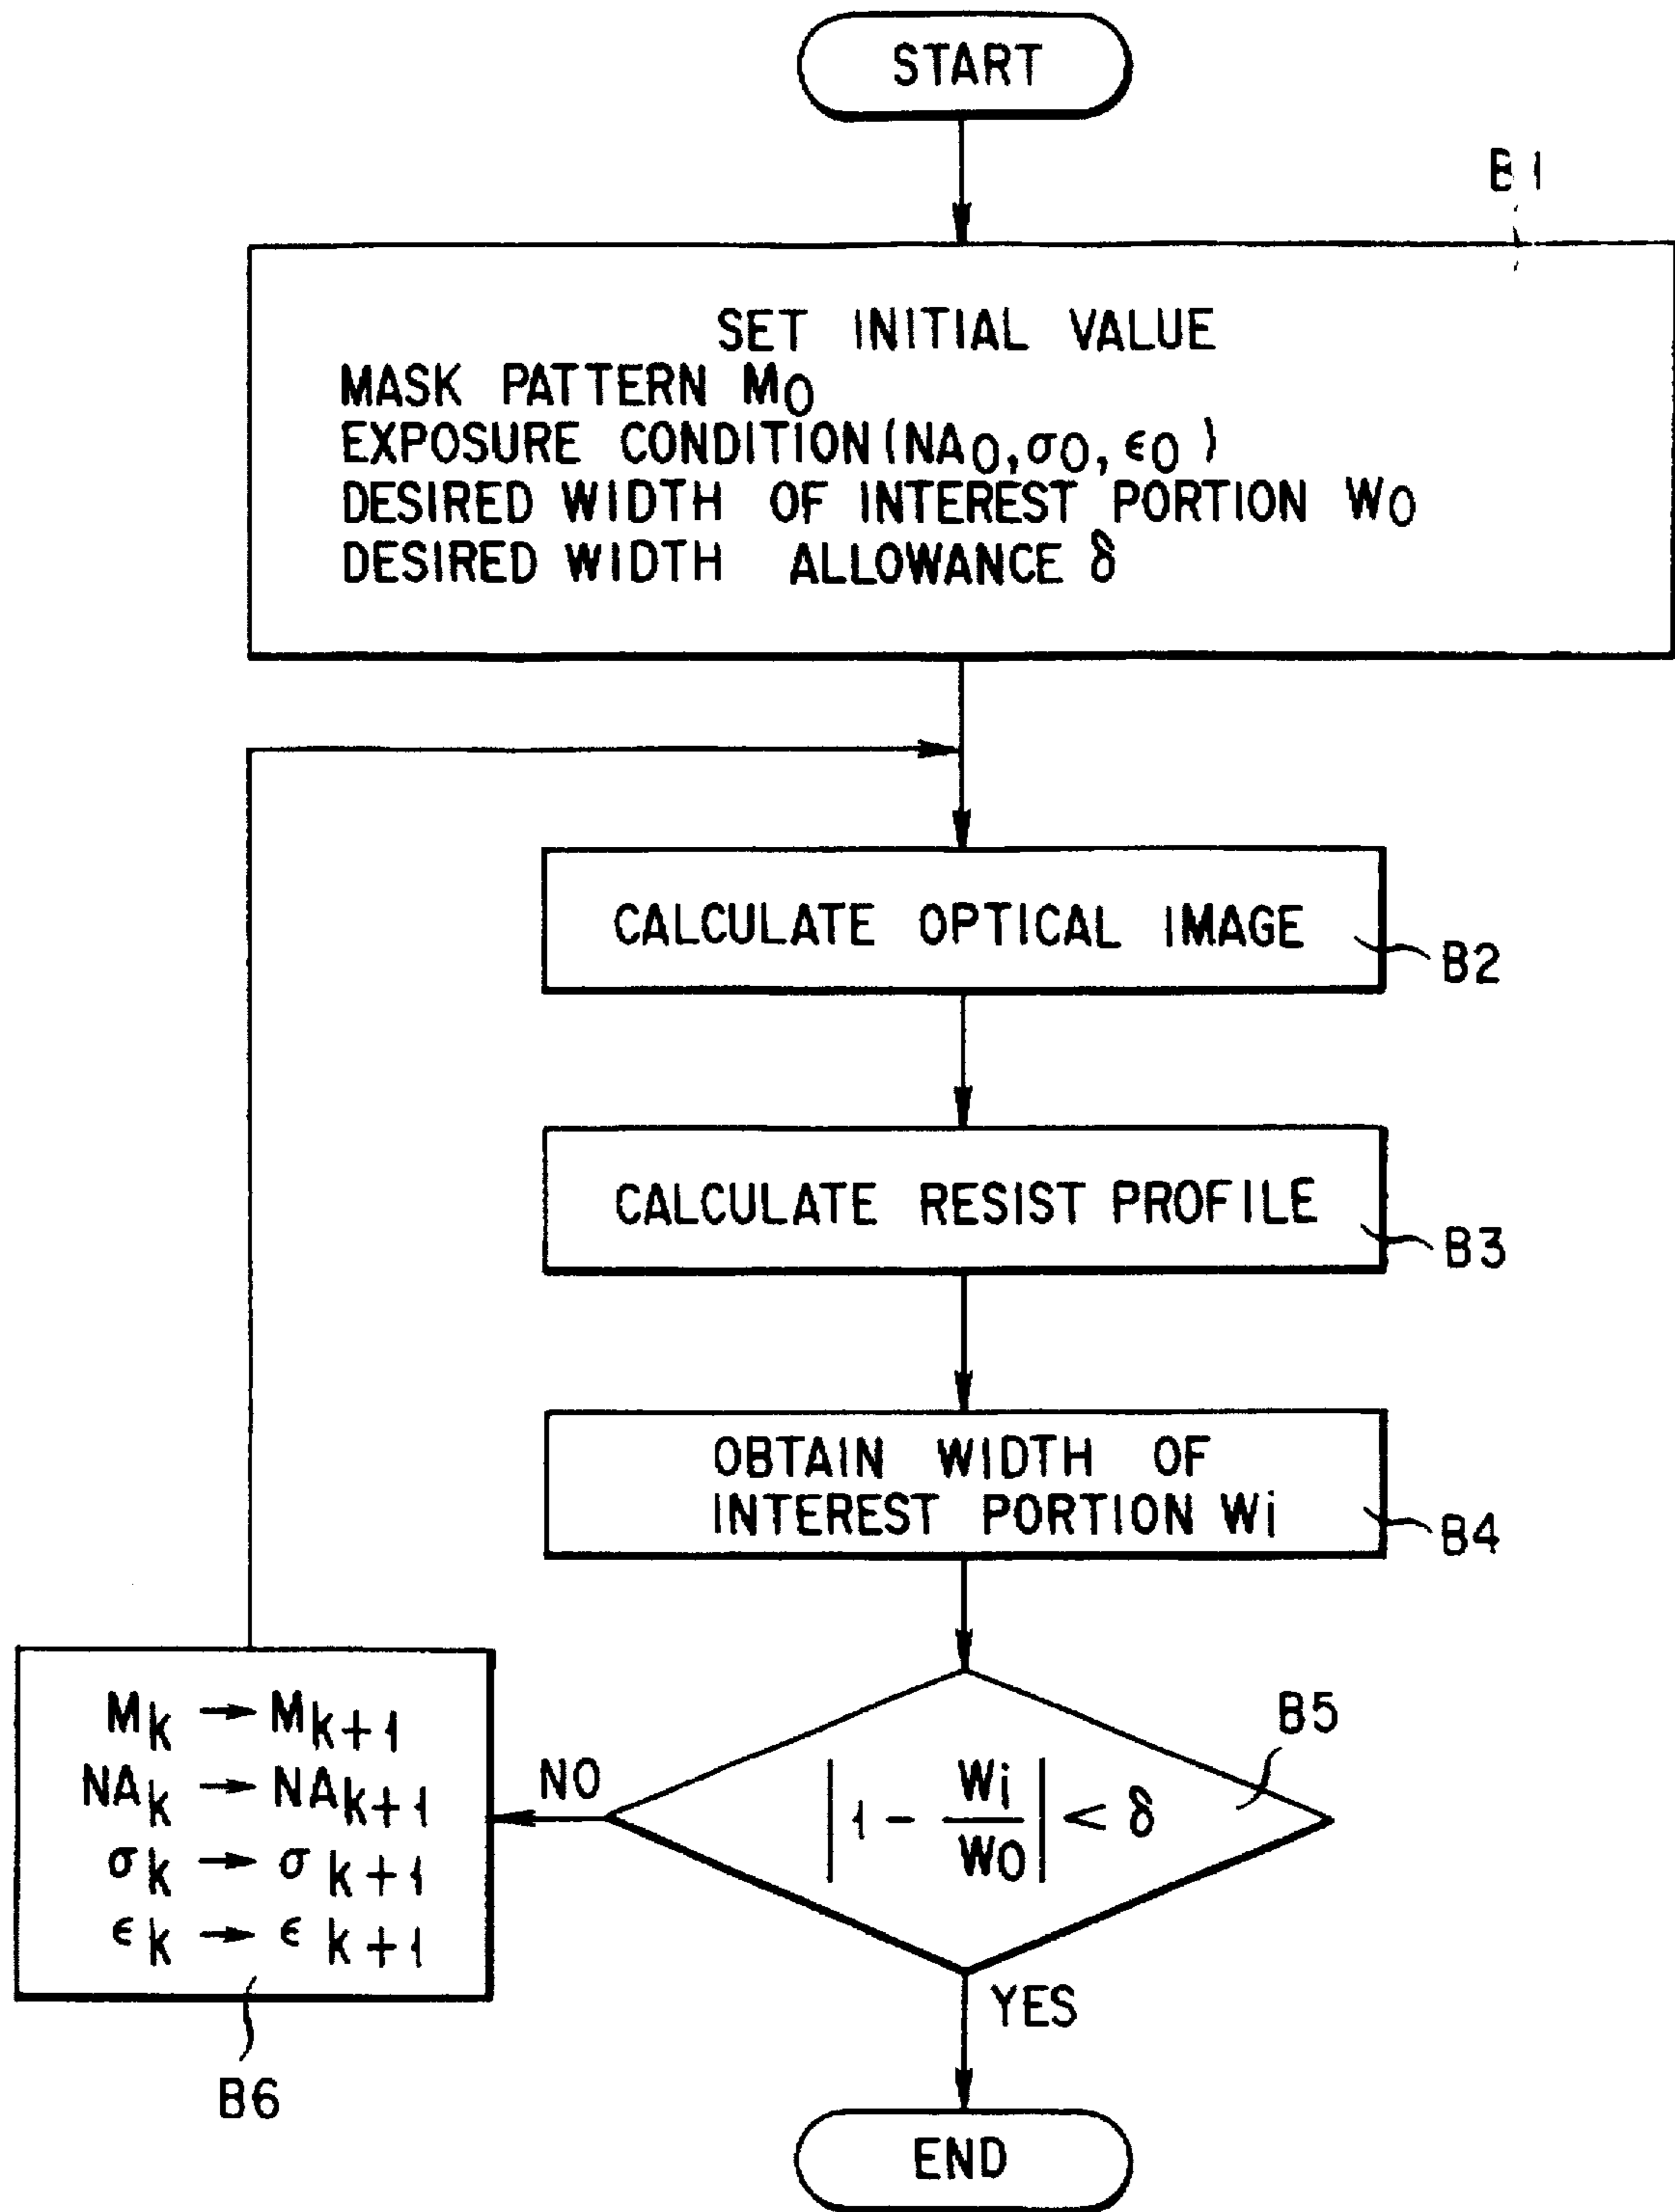 START
B1
SET INITIAL VALUE
MASK PATTERN M0
EXPOSURE CONDITION (NA0, σ0, ϵ0)
DESIRED WIDTH OF INTEREST PORTION W0
DESIRED WIDTH ALLOWANCE δ
CALCULATE OPTICAL IMAGE
B2
CALCULATE RESIST PROFILE
B3
OBTAIN WIDTH OF
INTEREST PORTION Wi
B4
B5
|1 - Wi/W0| < δ
NO
Mk → Mk+1
NAk → NAk+1
σk → σk+1
ϵk → ϵk+1
B6
YES
END